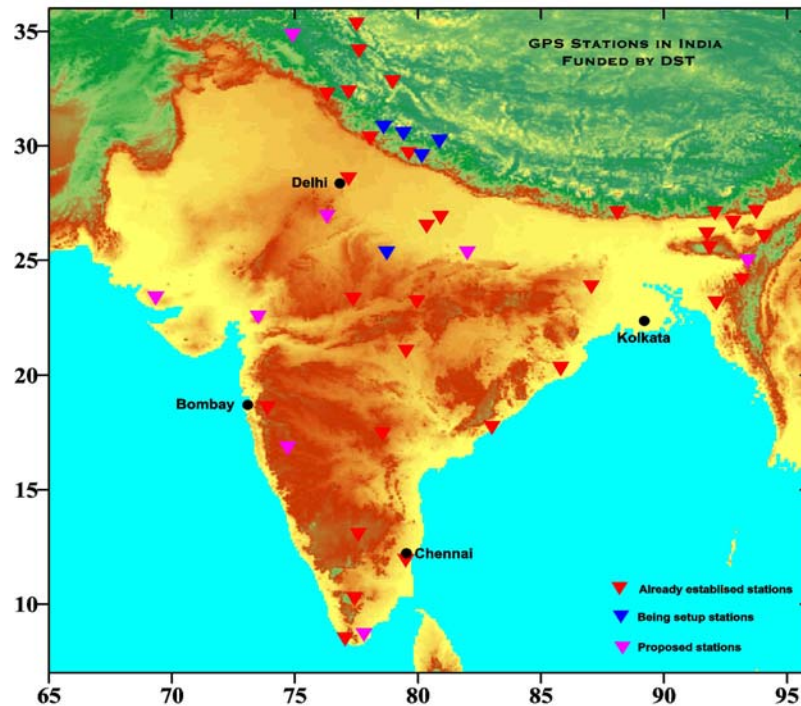 GPS Stations in India
Funded by DST
35
30
25
20
15
10
Delhi
Kolkata
Bombay
Chennai
Already establised stations
Being setup stations
Proposed stations
65
70
75
80
85
90
95